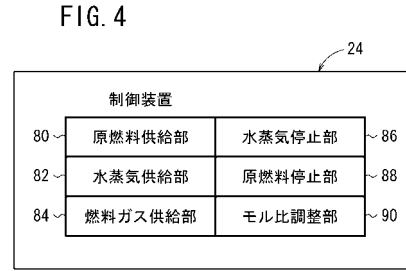 FIG. 4
24
制御装置
80 原燃料供給部 水蒸気停止部 86
82 水蒸気供給部 原燃料停止部 88
84 燃料ガス供給部 モル比調整部 90